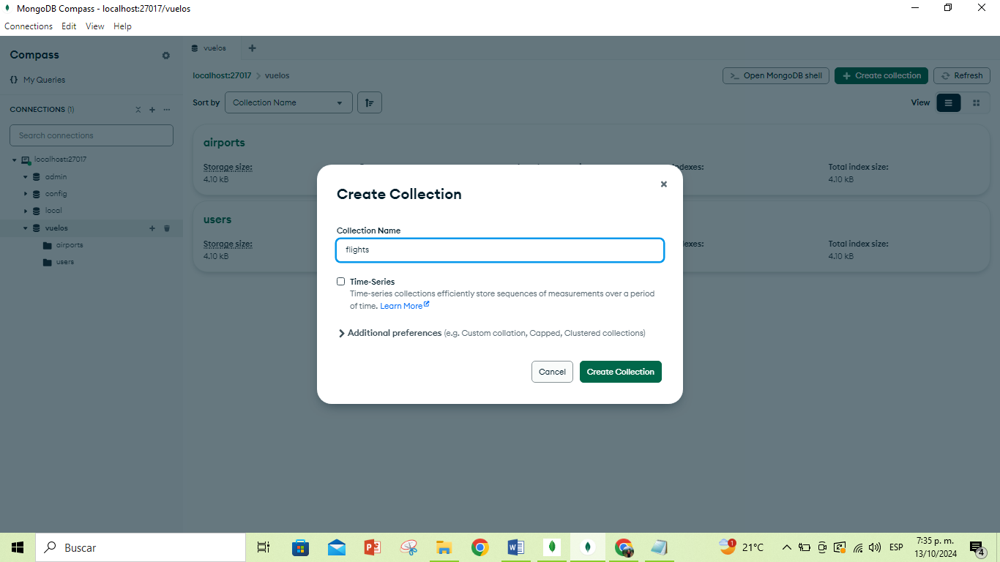 MongoDB Compass - localhost:27017/vuelos
Connections Edit View Help
Compass
My Queries
CONNECTIONS (1)
Search connections
localhost:27017
admin
config
local
vuelos
airports
users
vuelos
localhost:27017 > vuelos
>_ Open MongoDB shell
+ Create collection
Refresh
Sort by Collection Name
View
airports
Storage size:
4.10 kB
Total index size:
4.10 kB
users
Storage size:
4.10 kB
Total index size:
4.10 kB
Create Collection
Collection Name
flights
Time-Series
Time-series collections efficiently store sequences of measurements over a period
of time. Learn More
Additional preferences (e.g. Custom collation, Capped, Clustered collections)
Cancel
Create Collection
Buscar
1
21°C
ESP
7:35 p. m.
13/10/2024
4